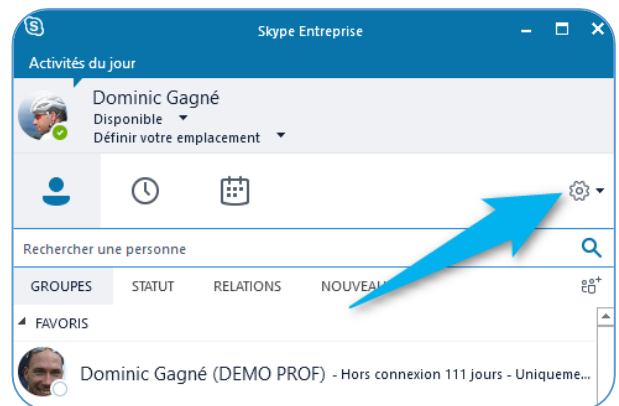 Skype Entreprise
Activités du jour
Dominic Gagné
Disponible
Définir votre emplacement
Rechercher une personne
GROUPES STATUT RELATIONS
FAVORIS
Dominic Gagné (DEMO PROF) - Hors connexion 111 jours - Uniqueme...